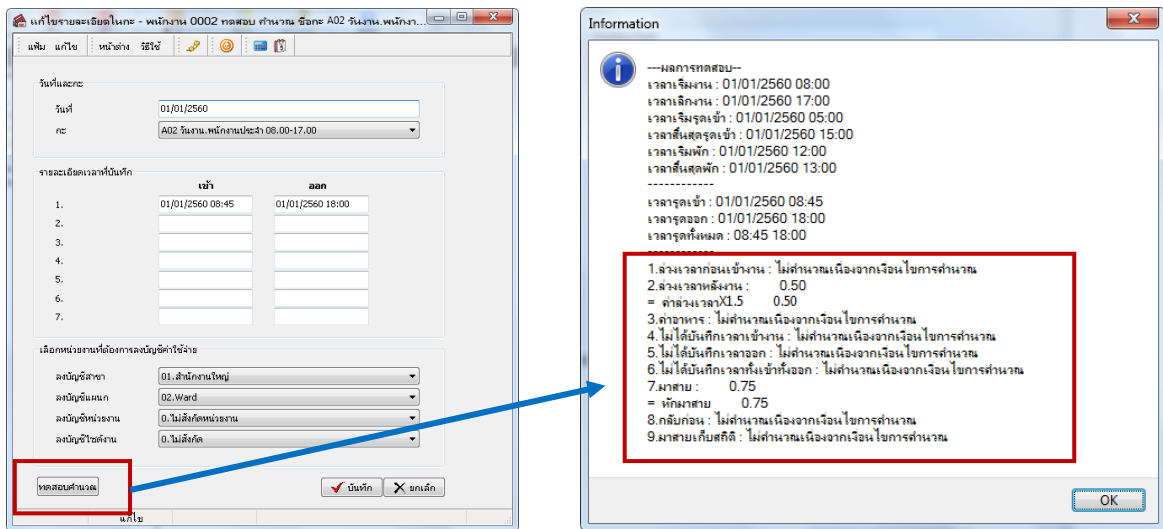 แก้ไขรายละเอียดในกะ - พนักงาน 0002 ทดสอบ คำนวณ ชื่อกะ A02 วันงาน.พนักงา...
แฟ้ม แก้ไข หน้าต่าง วิธีใช้
วันที่และกะ
วันที่ 01/01/2560
กะ A02 วันงาน.พนักงานประจำ 08.00-17.00
รายละเอียดเวลาที่บันทึก
เข้า ออก
1. 01/01/2560 08:45 01/01/2560 18:00
2.
3.
4.
5.
6.
7.
เลือกหน่วยงานที่ต้องการลงบัญชีค่าใช้จ่าย
ลงบัญชีสาขา 01.สำนักงานใหญ่
ลงบัญชีแผนก 02.Ward
ลงบัญชีหน่วยงาน 0.ไม่สังกัดหน่วยงาน
ลงบัญชีไซต์งาน 0.ไม่สังกัด
ทดสอบคำนวณ บันทึก ยกเลิก
แก้ไข
Information
---ผลการทดสอบ--
เวลาเริ่มงาน : 01/01/2560 08:00
เวลาเลิกงาน : 01/01/2560 17:00
เวลาเริ่มรูดเข้า : 01/01/2560 05:00
เวลาสิ้นสุดรูดเข้า : 01/01/2560 15:00
เวลาเริ่มพัก : 01/01/2560 12:00
เวลาสิ้นสุดพัก : 01/01/2560 13:00
------------
เวลารูดเข้า : 01/01/2560 08:45
เวลารูดออก : 01/01/2560 18:00
เวลารูดทั้งหมด : 08:45 18:00
------------
1.ล่วงเวลาก่อนเข้างาน : ไม่คำนวณเนื่องจากเงื่อนไขการคำนวณ
2.ล่วงเวลาหลังงาน : 0.50
= ค่าล่วงเวลาX1.5 0.50
3.ค่าอาหาร : ไม่คำนวณเนื่องจากเงื่อนไขการคำนวณ
4.ไม่ได้บันทึกเวลาเข้างาน : ไม่คำนวณเนื่องจากเงื่อนไขการคำนวณ
5.ไม่ได้บันทึกเวลาออก : ไม่คำนวณเนื่องจากเงื่อนไขการคำนวณ
6.ไม่ได้บันทึกเวลาทั้งเข้าทั้งออก : ไม่คำนวณเนื่องจากเงื่อนไขการคำนวณ
7.มาสาย : 0.75
= หักมาสาย 0.75
8.กลับก่อน : ไม่คำนวณเนื่องจากเงื่อนไขการคำนวณ
9.มาสายเก็บสถิติ : ไม่คำนวณเนื่องจากเงื่อนไขการคำนวณ
OK